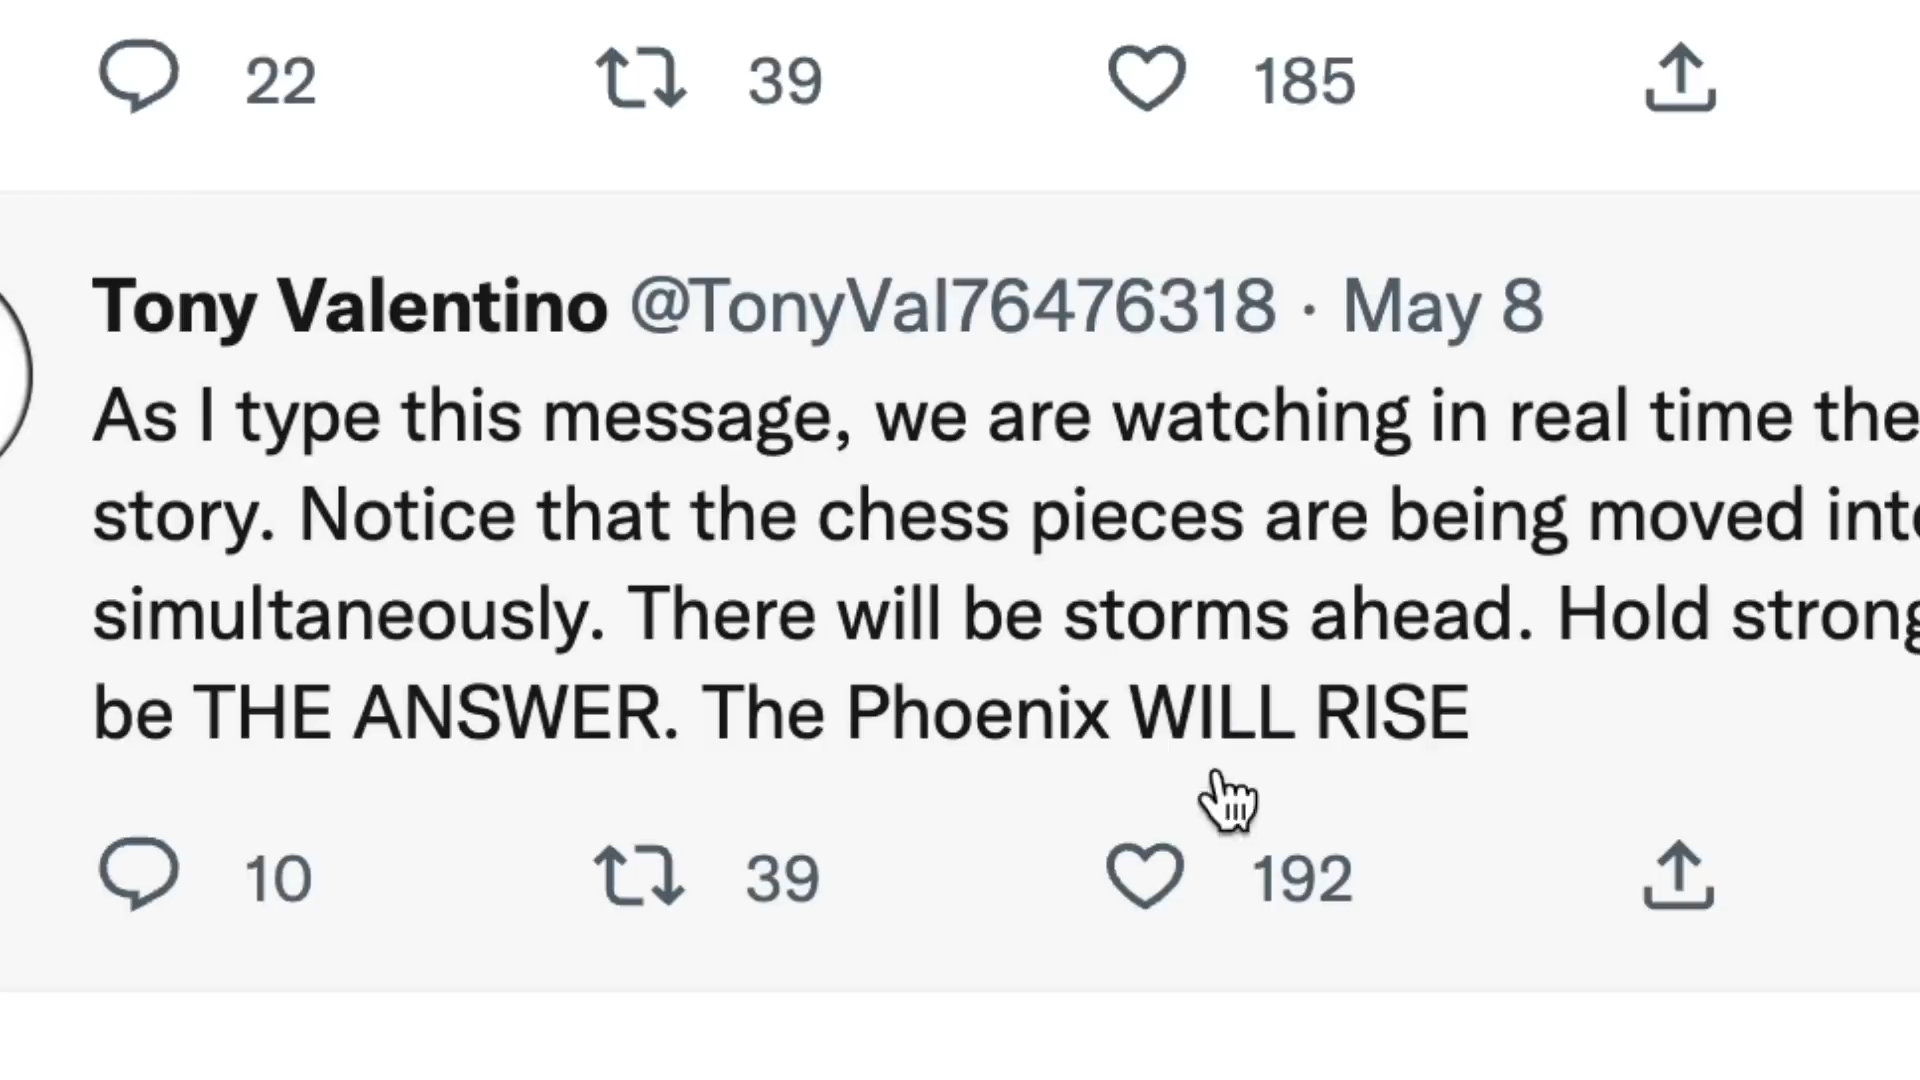 22 39 185
Tony Valentino @TonyVal76476318 · May 8
As I type this message, we are watching in real time the
story. Notice that the chess pieces are being moved
simultaneously. There will be storms ahead. Hold strong
be THE ANSWER. The Phoenix WILL RISE
10 39 192